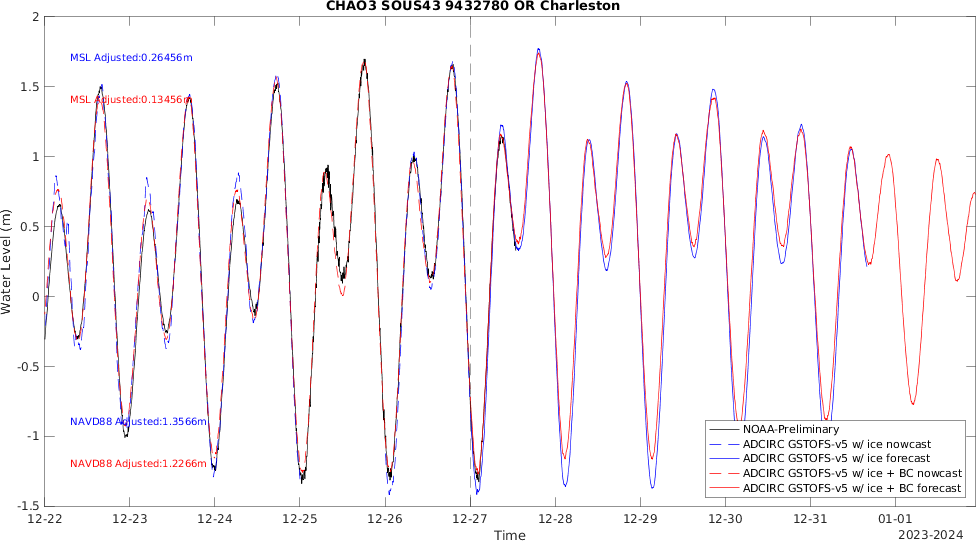 CHAO3 SOUS43 9432780 OR Charleston
2
1.5
1
0.5
0
-0.5
-1
-1.5
Water Level (m)
MSL Adjusted:0.26456m
MSL Adjusted:0.13456m
NAVD88 Adjusted:1.3566m
NAVD88 Adjusted:1.2266m
NOAA-Preliminary
ADCIRC GSTOFS-v5 w/ ice nowcast
ADCIRC GSTOFS-v5 w/ ice forecast
ADCIRC GSTOFS-v5 w/ ice + BC nowcast
ADCIRC GSTOFS-v5 w/ ice + BC forecast
12-22 12-23 12-24 12-25 12-26 12-27 12-28 12-29 12-30 12-31 01-01
Time
2023-2024